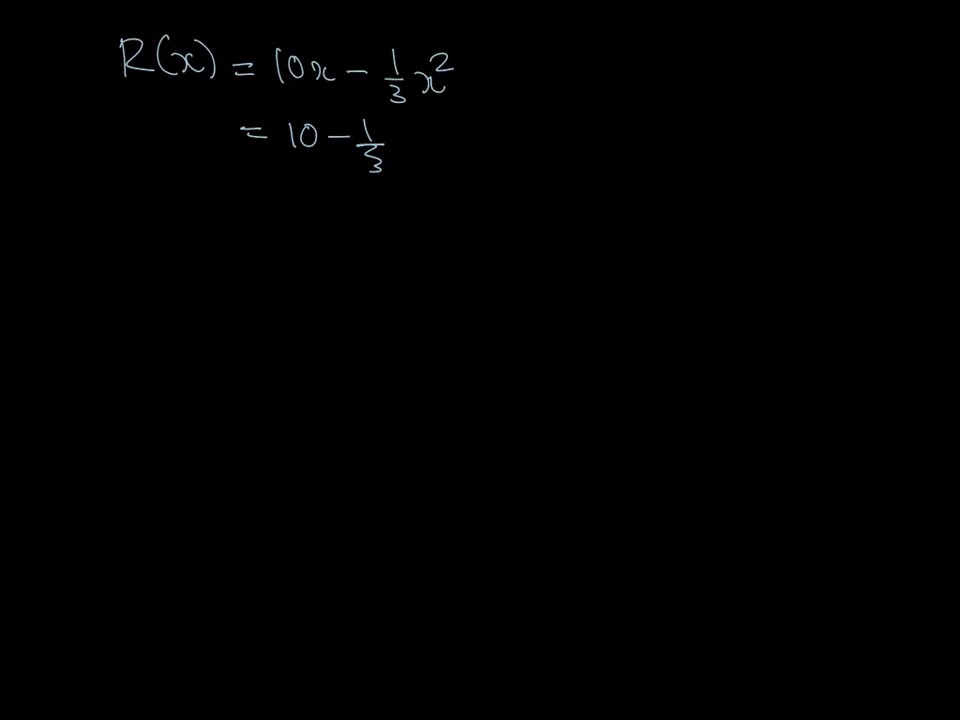 R(x) = 10x - 1/3 x²
= 10 - 1/3